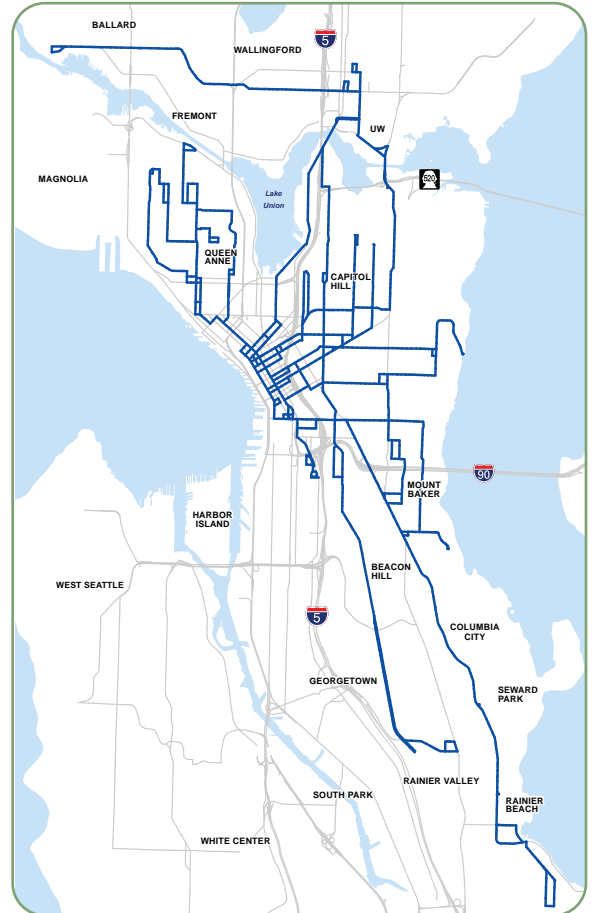 BALLARD
WALLINGFORD
5
FREMONT
UW
MAGNOLIA
520
Lake
Union
QUEEN
ANNE
CAPITOL
HILL
90
MOUNT
BAKER
HARBOR
ISLAND
BEACON
HILL
WEST SEATTLE
5
COLUMBIA
CITY
GEORGETOWN
SEWARD
PARK
RAINIER VALLEY
SOUTH PARK
RAINIER
BEACH
WHITE CENTER